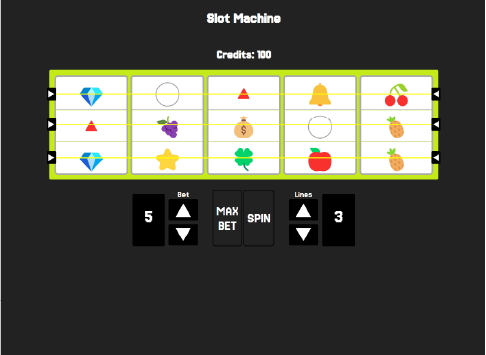 Slot Machine
Credits: 100
$
Bet
Lines
5
MAX
BET
SPIN
3